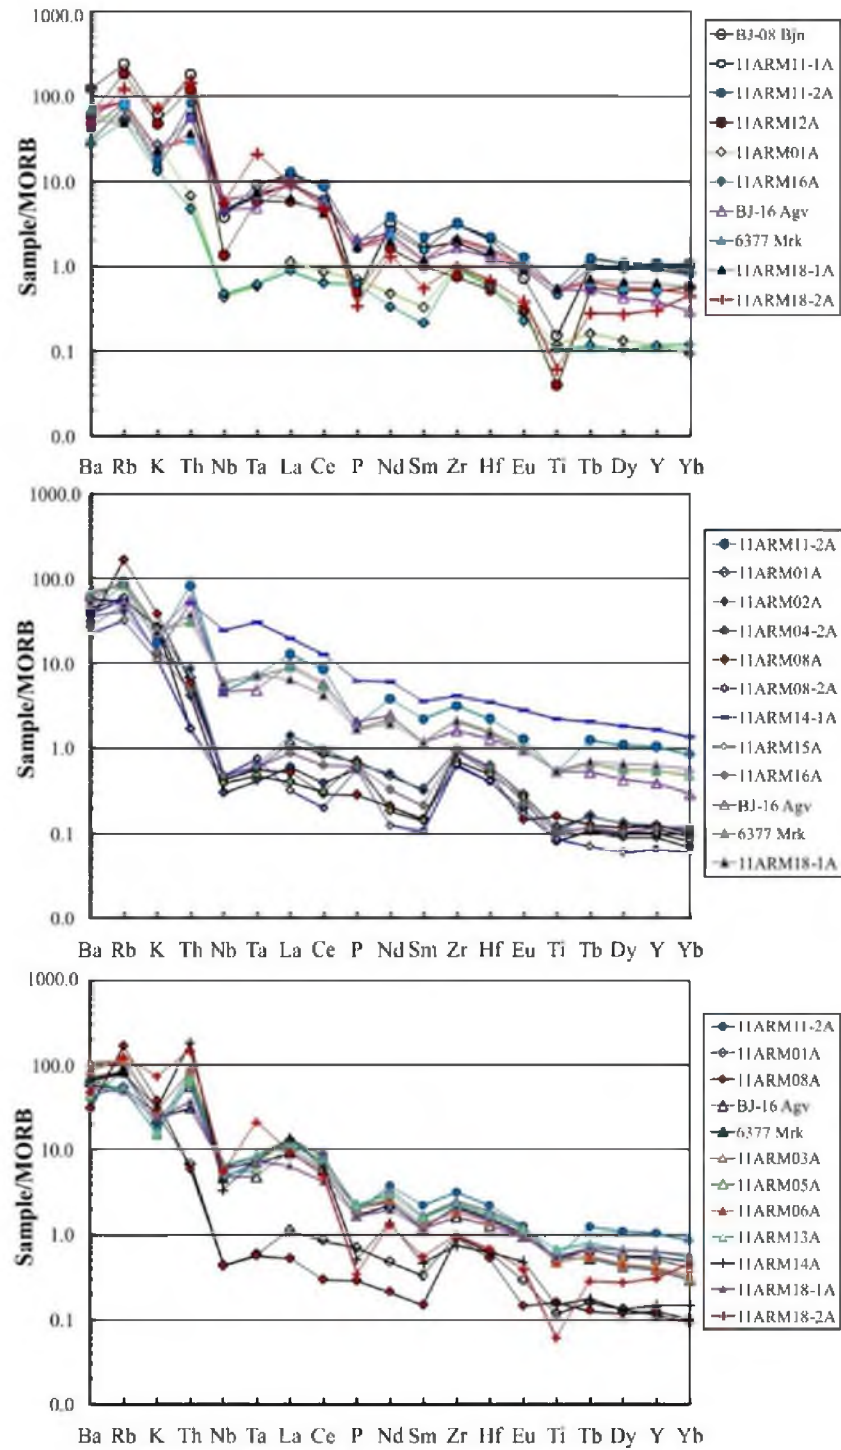 1000.0
100.0
10.0
1.0
0.1
0.0
Sample/MORB
Ba Rb K Th Nb Ta La Ce P Nd Sm Zr Hf Eu Ti Tb Dy Y Yb
BJ-08 Bjn
11ARM11-1A
11ARM11-2A
11ARM12A
11ARM01A
11ARM16A
BJ-16 Agv
6377 Mrk
11ARM18-1A
11ARM18-2A
1000.0
100.0
10.0
1.0
0.1
0.0
Sample/MORB
Ba Rb K Th Nb Ta La Ce P Nd Sm Zr Hf Eu Ti Tb Dy Y Yb
11ARM11-2A
11ARM01A
11ARM02A
11ARM04-2A
11ARM08A
11ARM08-2A
11ARM14-1A
11ARM15A
11ARM16A
BJ-16 Agv
6377 Mrk
11ARM18-1A
1000.0
100.0
10.0
1.0
0.1
0.0
Sample/MORB
Ba Rb K Th Nb Ta La Ce P Nd Sm Zr Hf Eu Ti Tb Dy Y Yb
11ARM11-2A
11ARM01A
11ARM08A
BJ-16 Agv
6377 Mrk
11ARM03A
11ARM05A
11ARM06A
11ARM13A
11ARM14A
11ARM18-1A
11ARM18-2A